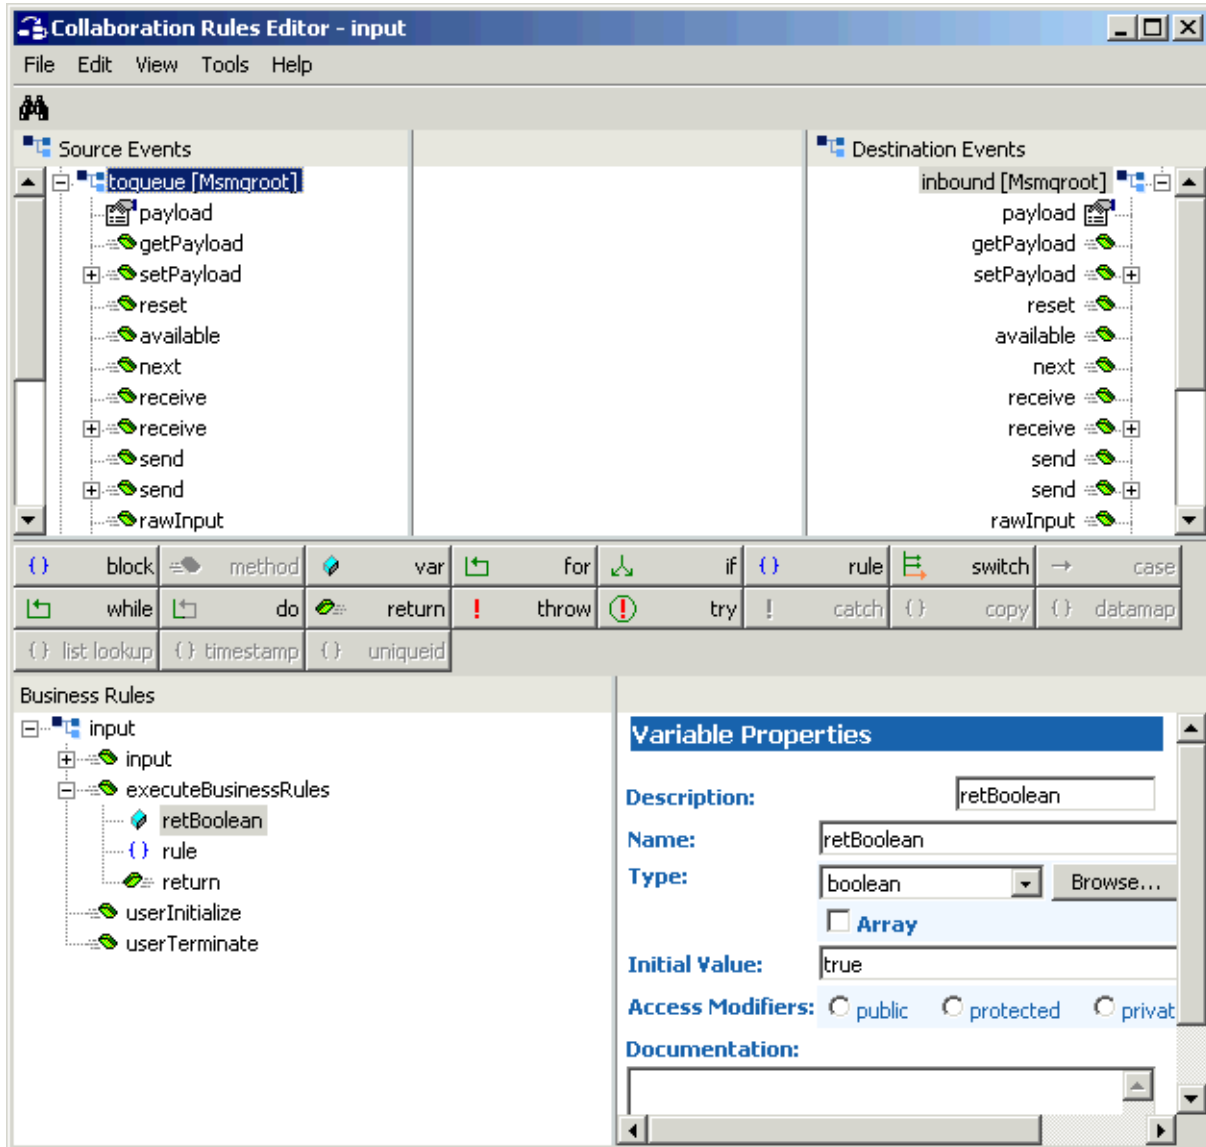 Collaboration Rules Editor - input
File Edit View Tools Help
Source Events
toqueue [Msmqroot]
payload
getPayload
setPayload
reset
available
next
receive
receive
send
send
rawInput
Destination Events
inbound [Msmqroot]
payload
getPayload
setPayload
reset
available
next
receive
receive
send
send
rawInput
{} block method var for if {} rule switch case
while do return ! throw try ! catch {} copy {} datamap
{} list lookup {} timestamp {} uniqueid
Business Rules
input
input
executeBusinessRules
retBoolean
{} rule
return
userInitialize
userTerminate
Variable Properties
Description: retBoolean
Name: retBoolean
Type: boolean Browse...
Array
Initial Value: true
Access Modifiers: public protected privat
Documentation: